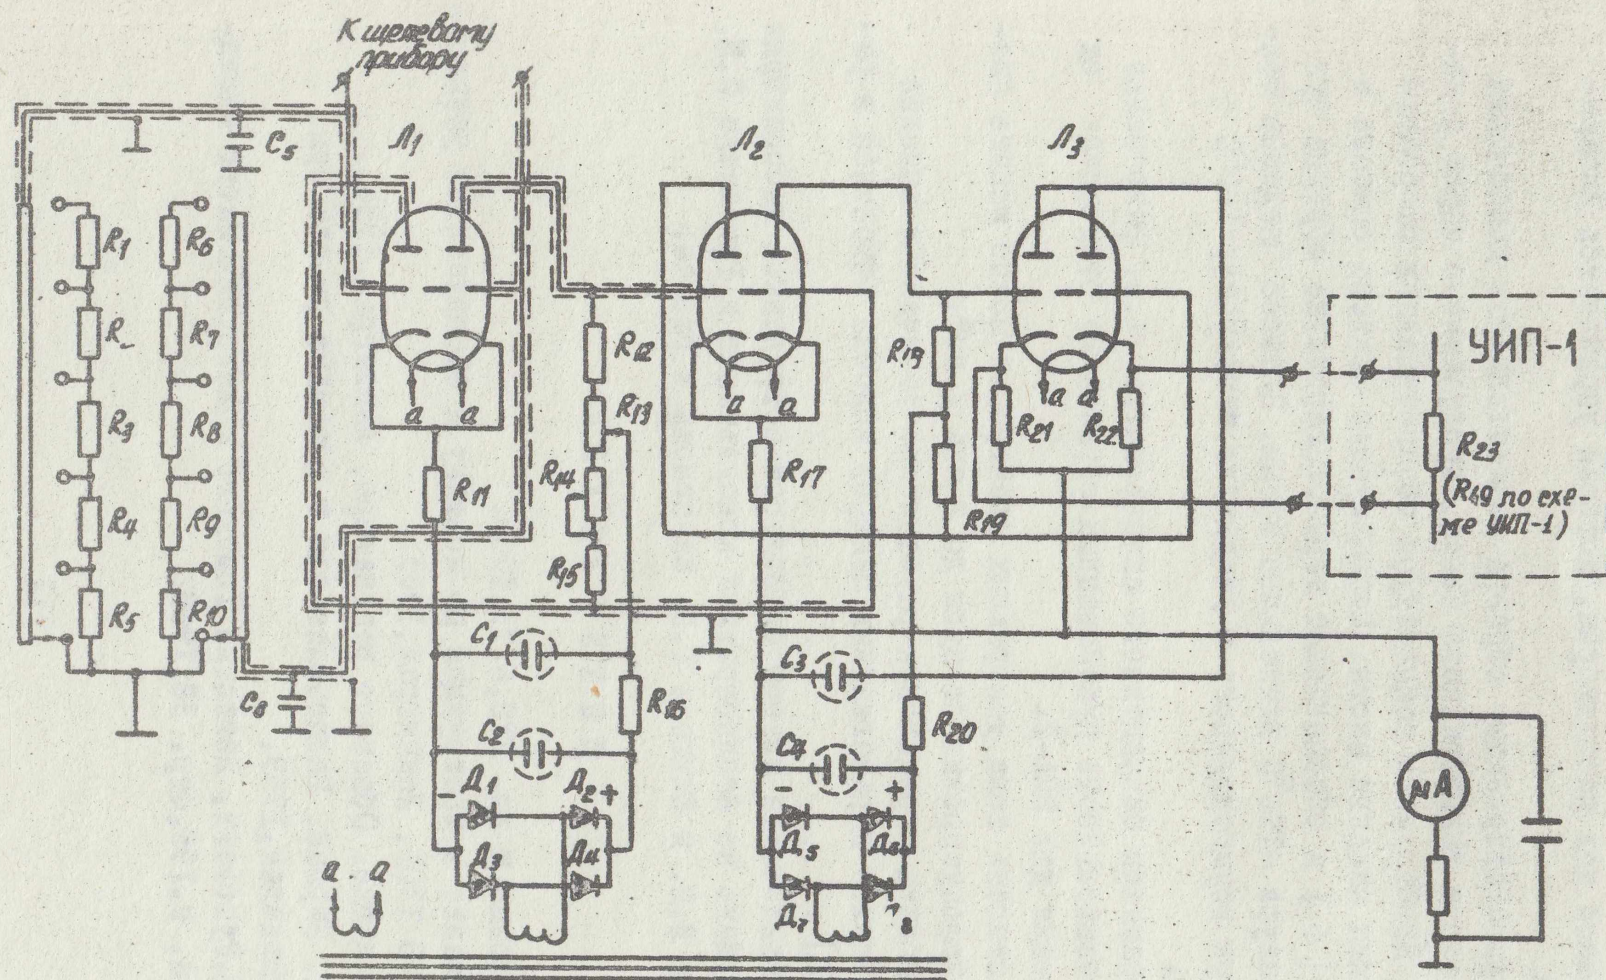 К щелевому
прибору
C5
Л1
Л2
Л3
R1
R6
R7
R3
R8
R4
R9
R5
R10
R11
R12
R13
R14
R15
R17
R19
R19
R21
R22
УИП-1
R23
(R49 по схе-
ме УИП-1)
a
a
a
a
a
a
C1
C2
C3
C4
C8
R16
R20
-
Д1
Д2
+
Д3
Д4
-
+
Д5
Д6
Д7
8
a
a
μA